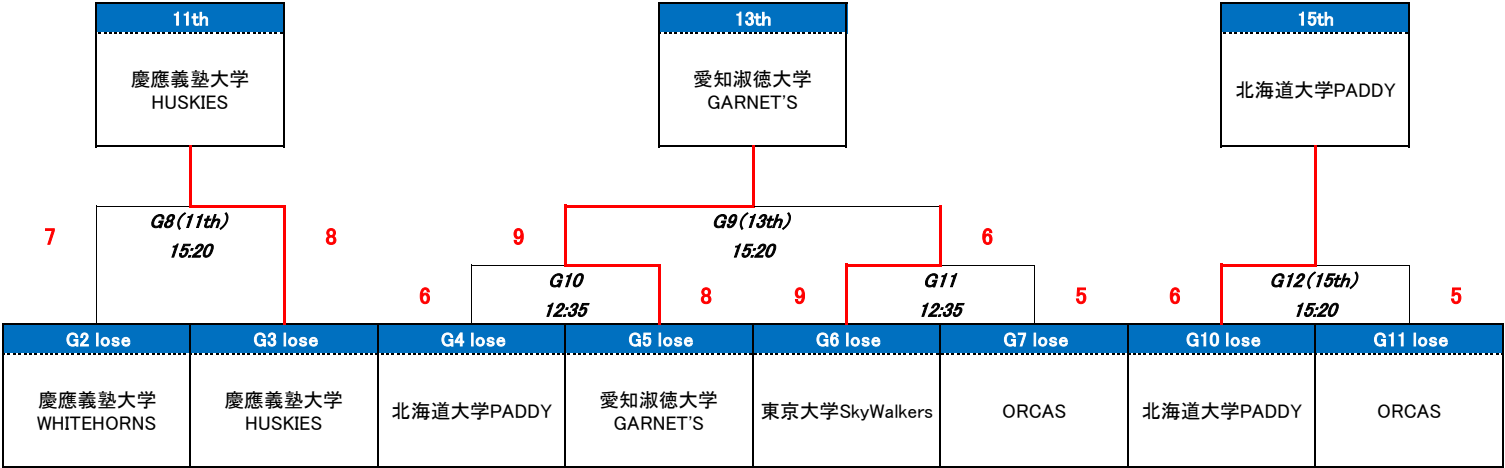 11th
13th
15th
慶應義塾大学
HUSKIES
愛知淑徳大学
GARNET'S
北海道大学PADDY
G8(11th)
15:20
7
8
G9(13th)
15:20
9
6
G10
12:35
6
8
G11
12:35
9
5
G12(15th)
15:20
6
5
G2 lose
G3 lose
G4 lose
G5 lose
G6 lose
G7 lose
G10 lose
G11 lose
慶應義塾大学
WHITEHORNS
慶應義塾大学
HUSKIES
北海道大学PADDY
愛知淑徳大学
GARNET'S
東京大学SkyWalkers
ORCAS
北海道大学PADDY
ORCAS